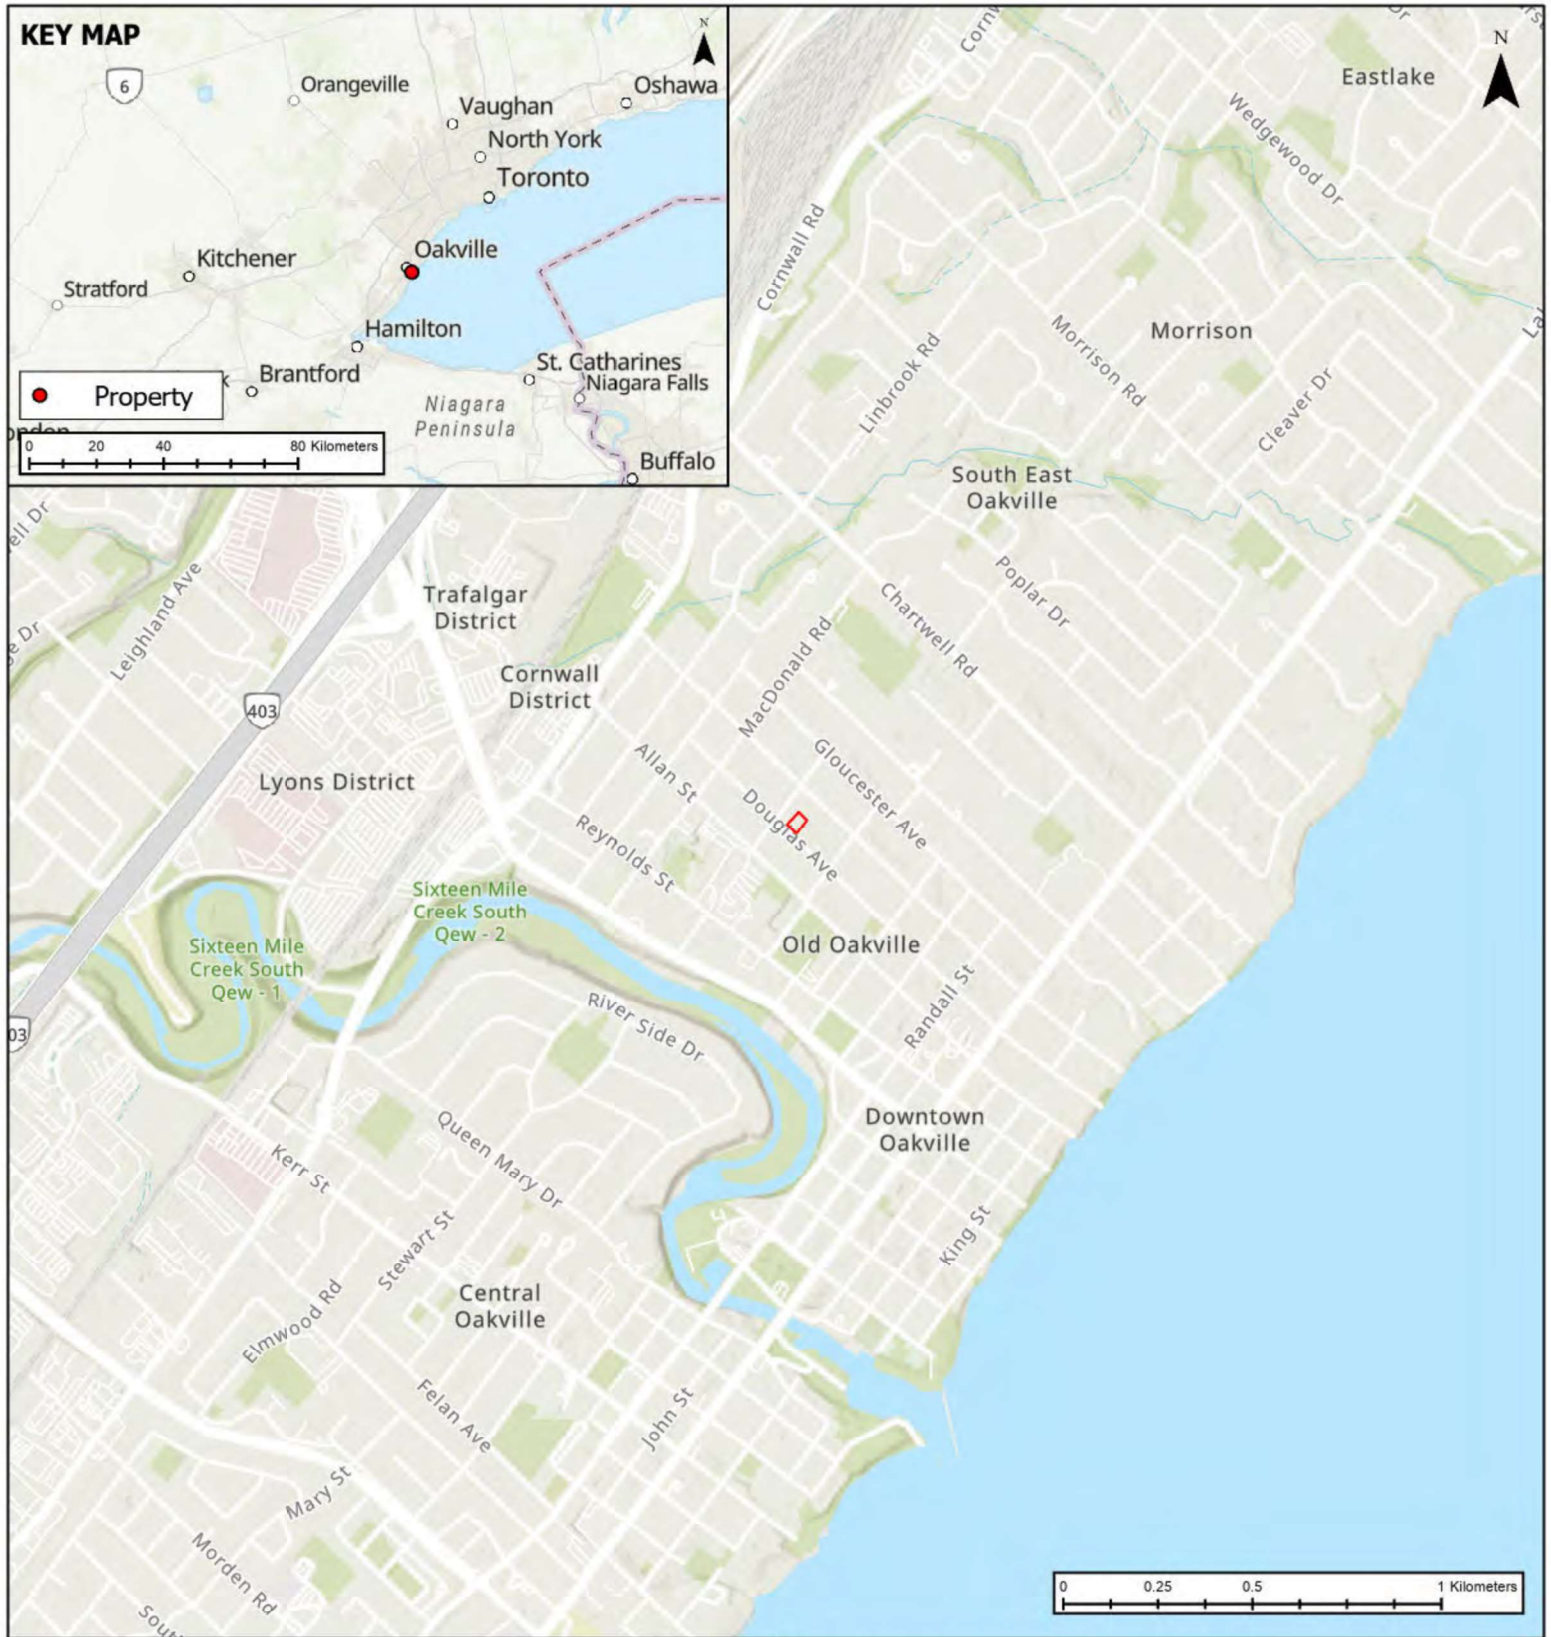 KEY MAP
N
6
Orangeville
Oshawa
Vaughan
North York
Toronto
Oakville
Kitchener
Stratford
Hamilton
St. Catharines
Niagara Falls
Brantford
Property
Niagara
Peninsula
Buffalo
0 20 40 80 Kilometers
N
Eastlake
Wedgewood Dr
Cornwall Rd
Morrison
Morrison Rd
Linbrook Rd
Cleaver Dr
South East
Oakville
Poplar Dr
Chartwell Rd
MacDonald Rd
Leighland Ave
Trafalgar
District
Cornwall
District
403
Lyons District
Allan St
Gloucester Ave
Douglas Ave
Reynolds St
Sixteen Mile
Creek South
Qew - 2
Sixteen Mile
Creek South
Qew - 1
Old Oakville
Randall St
River Side Dr
03
Downtown
Oakville
Queen Mary Dr
Kerr St
King St
Stewart St
Elmwood Rd
Central
Oakville
Felan Ave
John St
Mary St
Morden Rd
0 0.25 0.5 1 Kilometers